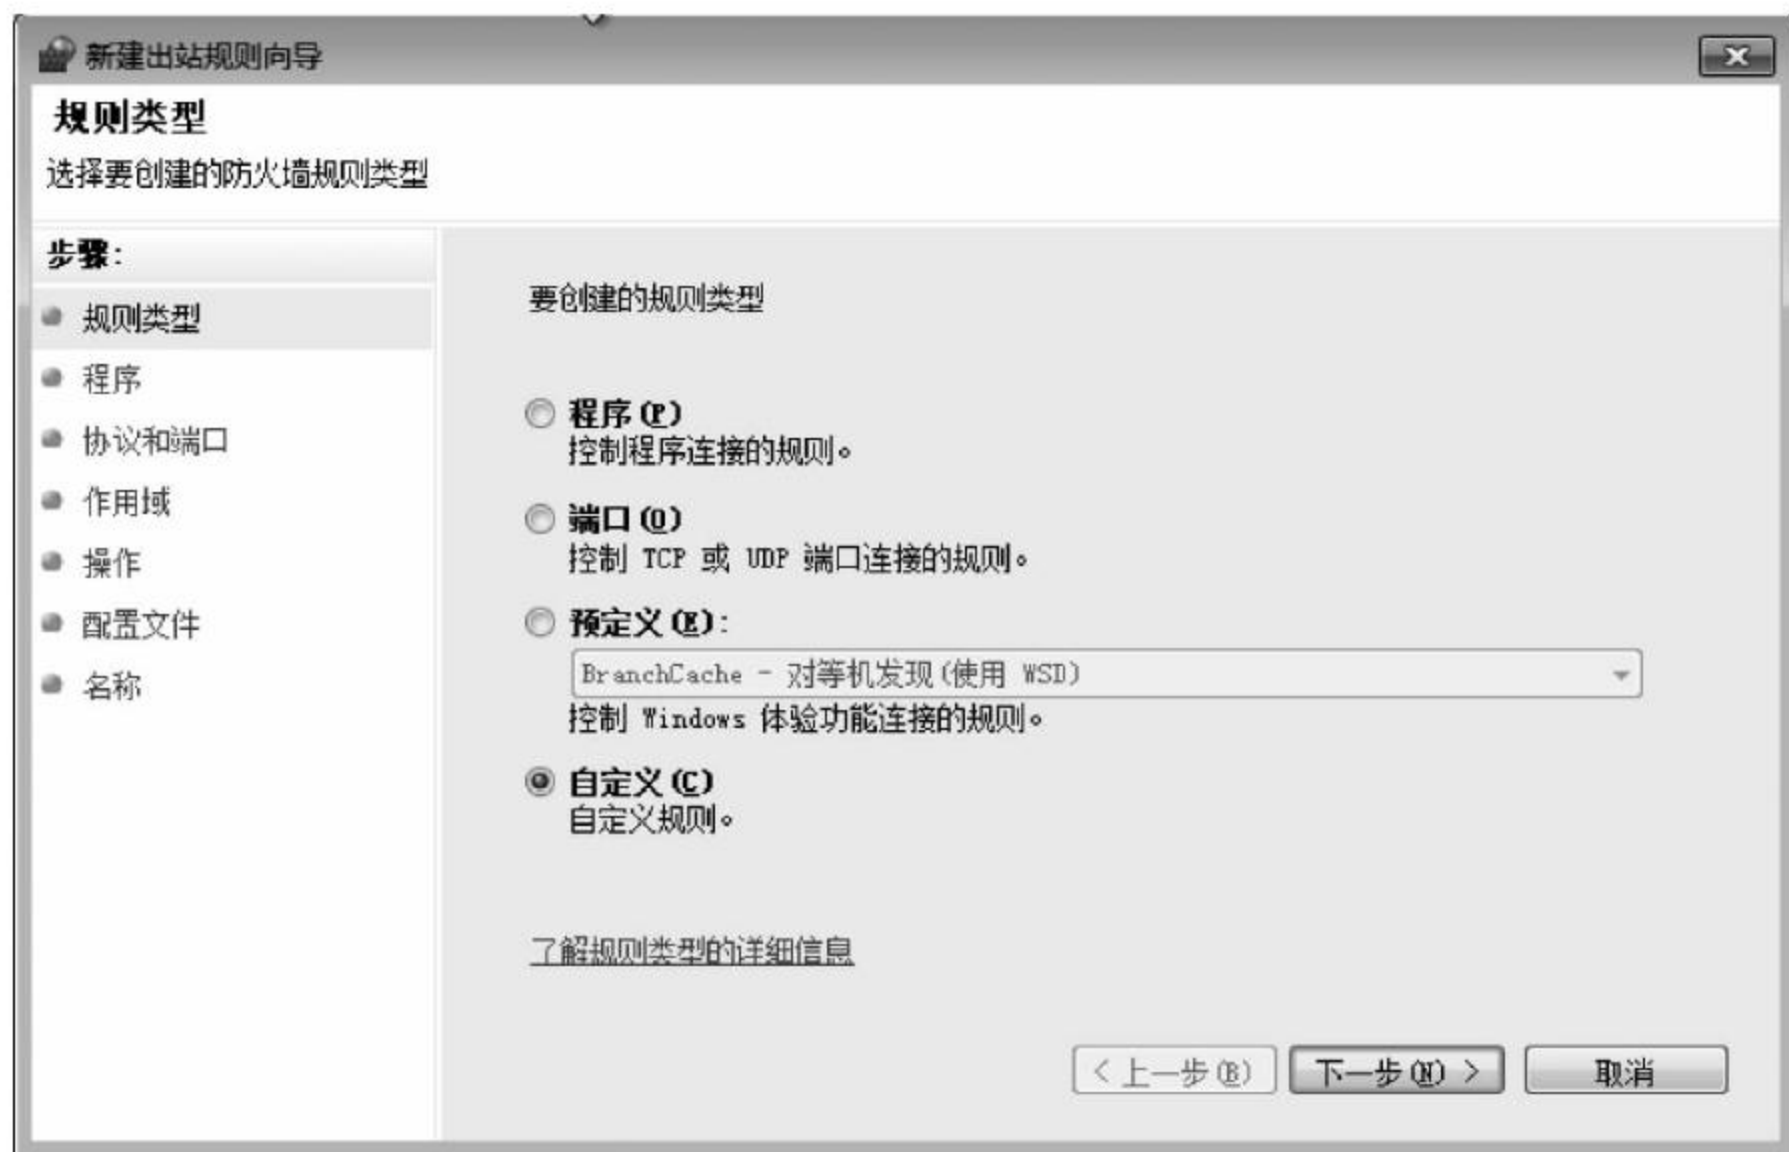 新建出站规则向导
规则类型
选择要创建的防火墙规则类型
步骤:
规则类型
程序
协议和端口
作用域
操作
配置文件
名称
要创建的规则类型
程序(P)
控制程序连接的规则。
端口(O)
控制 TCP 或 UDP 端口连接的规则。
预定义(E):
BranchCache - 对等机发现(使用 WSD)
控制 Windows 体验功能连接的规则。
自定义(C)
自定义规则。
了解规则类型的详细信息
< 上一步(B)
下一步(N) >
取消